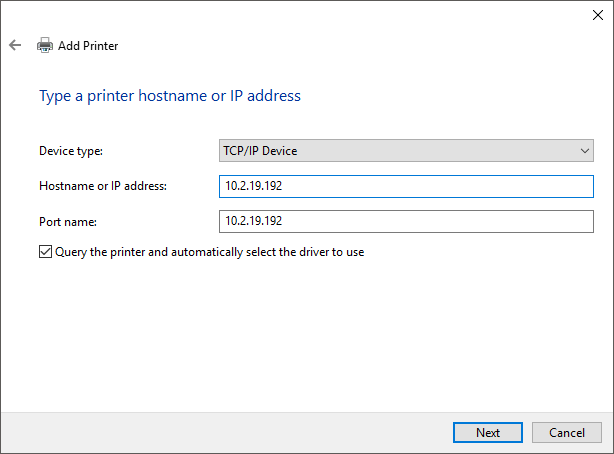 Add Printer
Type a printer hostname or IP address
Device type: TCP/IP Device
Hostname or IP address: 10.2.19.192
Port name: 10.2.19.192
Query the printer and automatically select the driver to use
Next Cancel